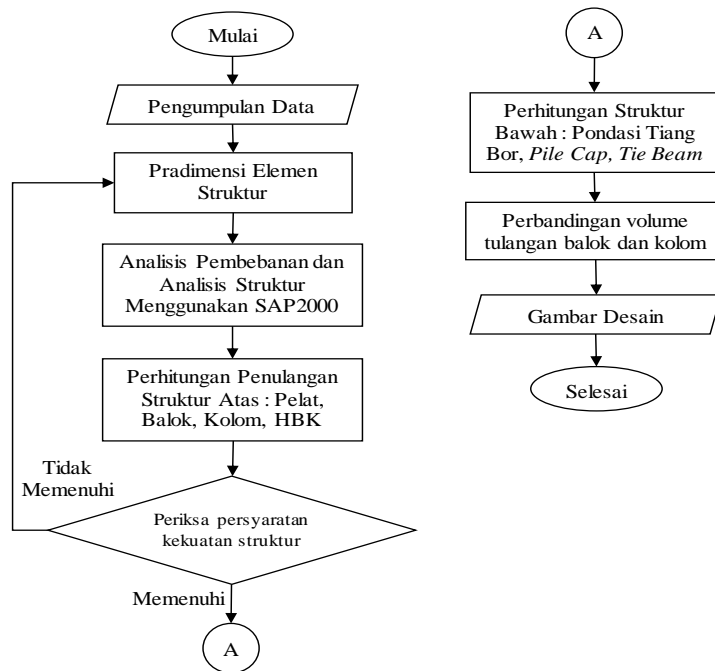 Mulai
Pengumpulan Data
Pradimensi Elemen
Struktur
Analisis Pembebanan dan
Analisis Struktur
Menggunakan SAP2000
Perhitungan Penulangan
Struktur Atas : Pelat,
Balok, Kolom, HBK
Tidak
Memenuhi
Periksa persyaratan
kekuatan struktur
Memenuhi
A
A
Perhitungan Struktur
Bawah : Pondasi Tiang
Bor, Pile Cap, Tie Beam
Perbandingan volume
tulangan balok dan kolom
Gambar Desain
Selesai